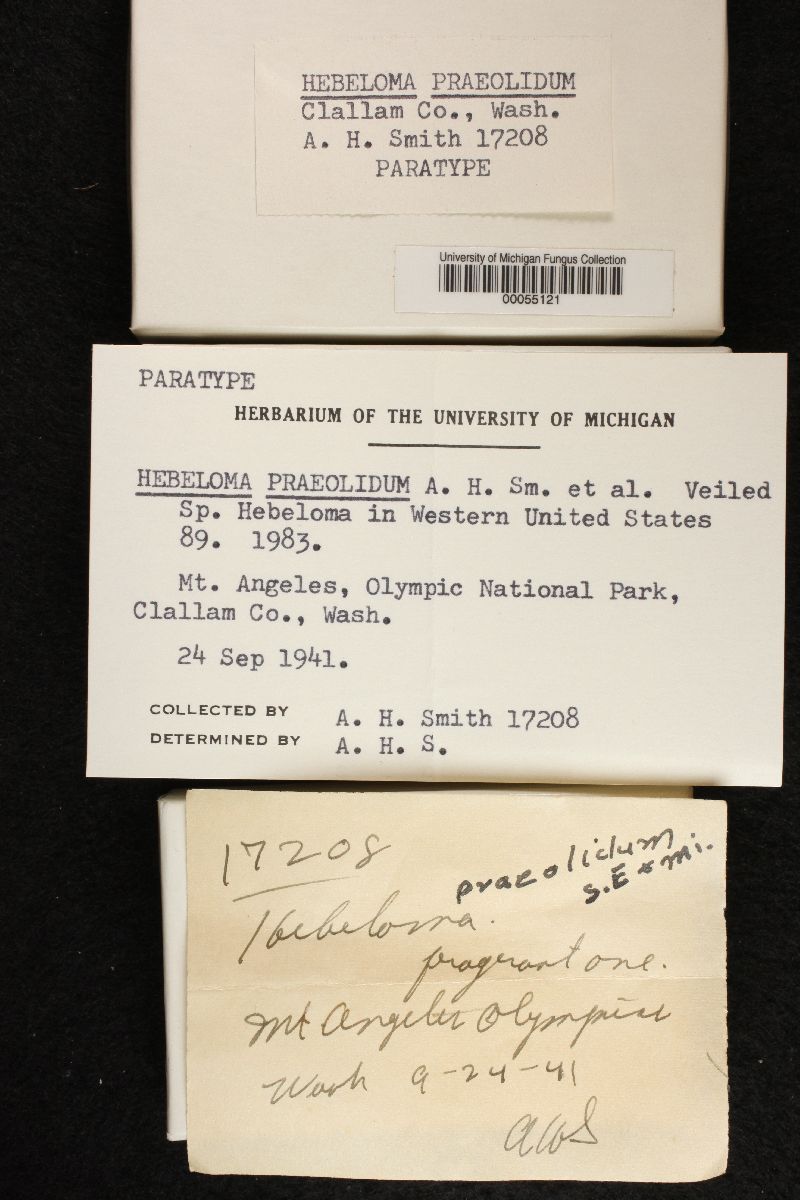 HEBELOMA PRAEOLIDUM
Clallam Co., Wash.
A. H. Smith 17208
PARATYPE
University of Michigan Fungus Collection
00055121
PARATYPE
HERBARIUM OF THE UNIVERSITY OF MICHIGAN
HEBELOMA PRAEOLIDUM A. H. Sm. et al. Veiled
Sp. Hebeloma in Western United States
89. 1983.
Mt. Angeles, Olympic National Park,
Clallam Co., Wash.
24 Sep 1941.
COLLECTED BY A. H. Smith 17208
DETERMINED BY A. H. S.
17208
praeolidum
S. E & Mi.
Hebeloma.
fragrant one.
Mt Angeles Olympics
Wash 9-24-41
AHS